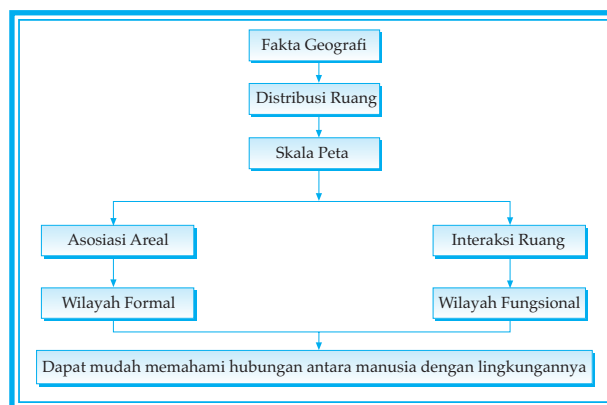 Fakta Geografi
Distribusi Ruang
Skala Peta
Asosiasi Areal
Interaksi Ruang
Wilayah Formal
Wilayah Fungsional
Dapat mudah memahami hubungan antara manusia dengan lingkungannya